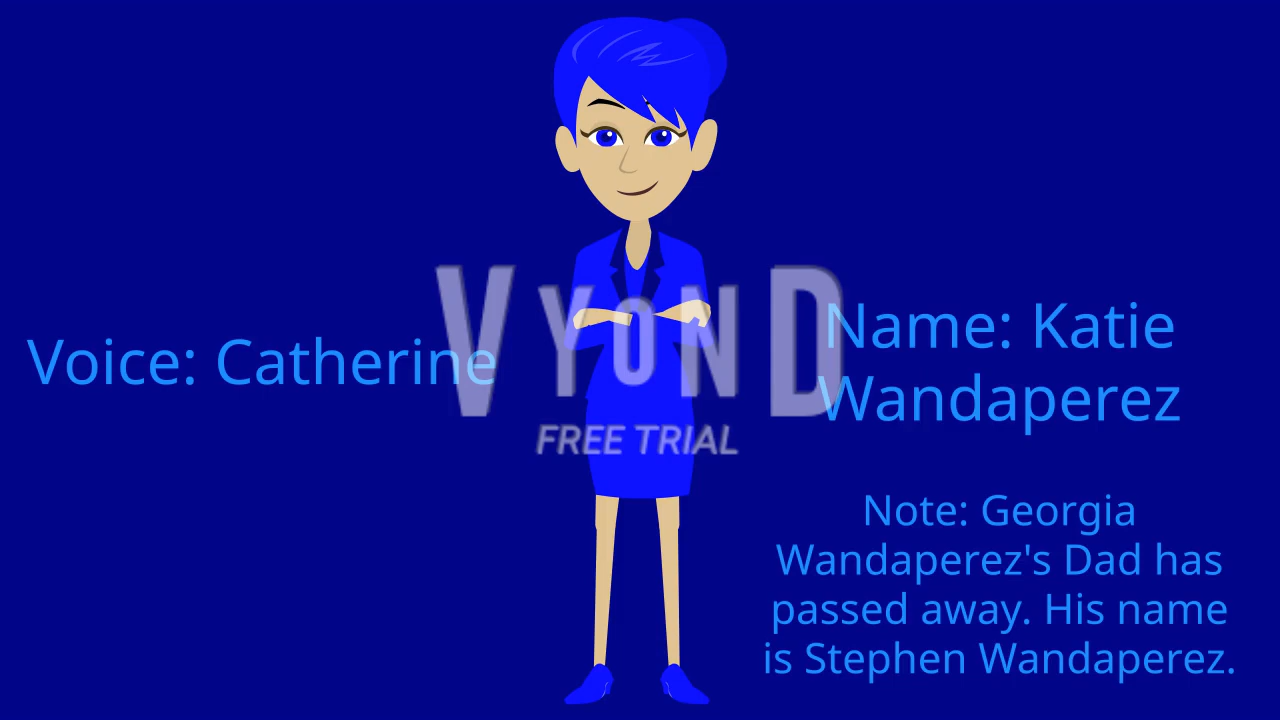 Voice: Catherine
VYOND
FREE TRIAL
Name: Katie
Wandaperez
Note: Georgia
Wandaperez's Dad has
passed away. His name
is Stephen Wandaperez.